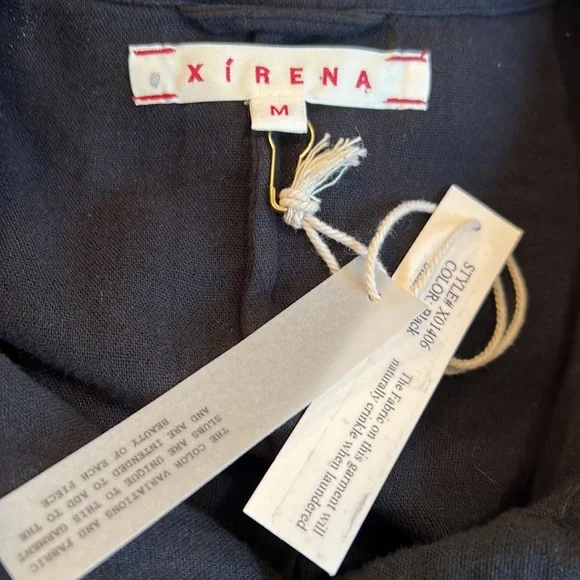 XÍRENA
M
STYLE# X01406
COLOR: Black
The Fabric on this garment will
naturally crinkle when laundered
THE COLOR VARIATIONS AND FABRIC
SLUBS ARE UNIQUE TO THIS GARMENT
AND ARE INTENDED TO ADD TO THE
BEAUTY OF EACH PIECE